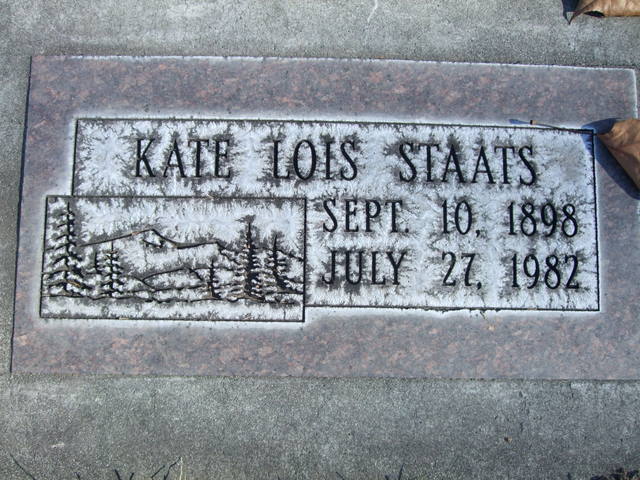 KATE LOIS STAATS
SEPT. 10, 1898
JULY 27, 1982